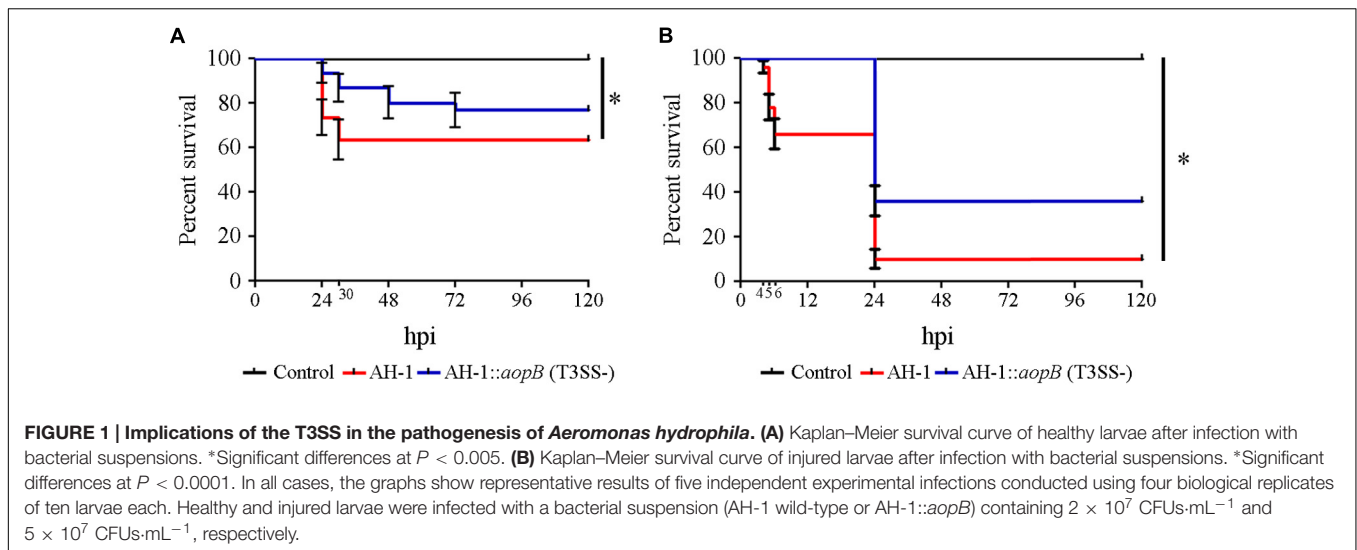 A
B
100
80
60
40
20
0
Percent survival
*
0 24 30 48 72 96 120
hpi
Control AH-1 AH-1::aopB (T3SS-)
100
80
60
40
20
0
Percent survival
*
0 4 5 6 12 24 48 72 96 120
hpi
Control AH-1 AH-1::aopB (T3SS-)
FIGURE 1 | Implications of the T3SS in the pathogenesis of Aeromonas hydrophila. (A) Kaplan–Meier survival curve of healthy larvae after infection with
bacterial suspensions. *Significant differences at P < 0.005. (B) Kaplan–Meier survival curve of injured larvae after infection with bacterial suspensions. *Significant
differences at P < 0.0001. In all cases, the graphs show representative results of five independent experimental infections conducted using four biological replicates
of ten larvae each. Healthy and injured larvae were infected with a bacterial suspension (AH-1 wild-type or AH-1::aopB) containing 2 × 10⁷ CFUs·mL⁻¹ and
5 × 10⁷ CFUs·mL⁻¹, respectively.